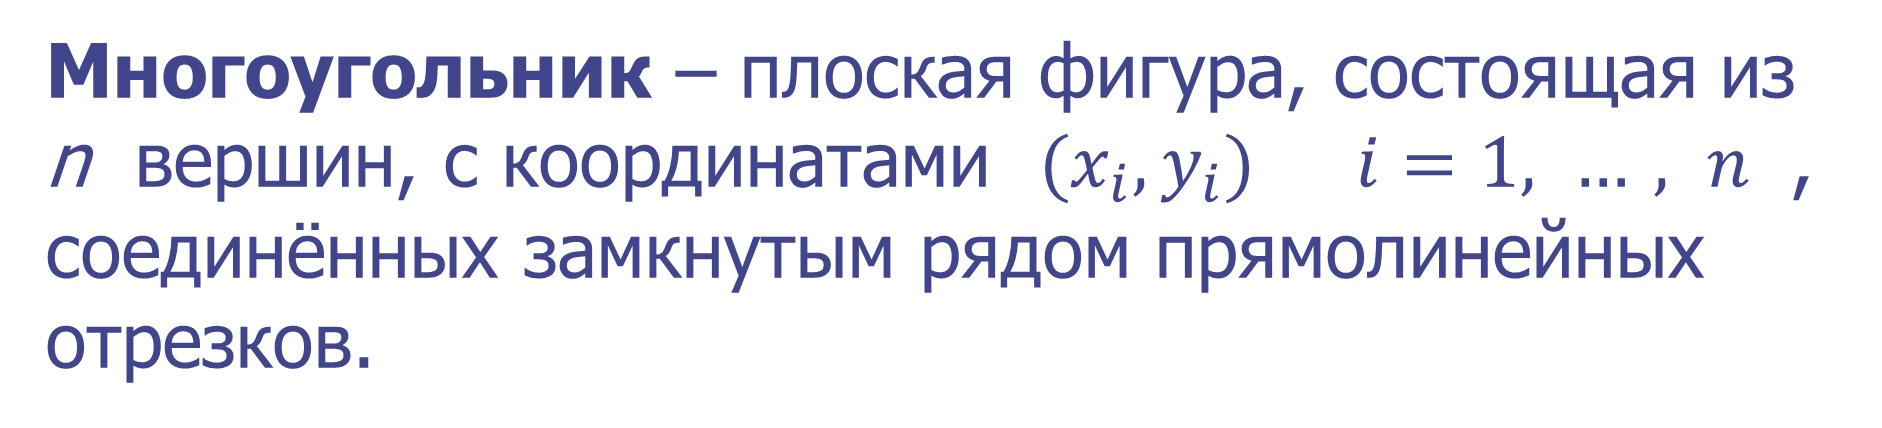 Многоугольник – плоская фигура, состоящая из
n вершин, с координатами (xᵢ, yᵢ) i = 1, … , n ,
соединённых замкнутым рядом прямолинейных
отрезков.